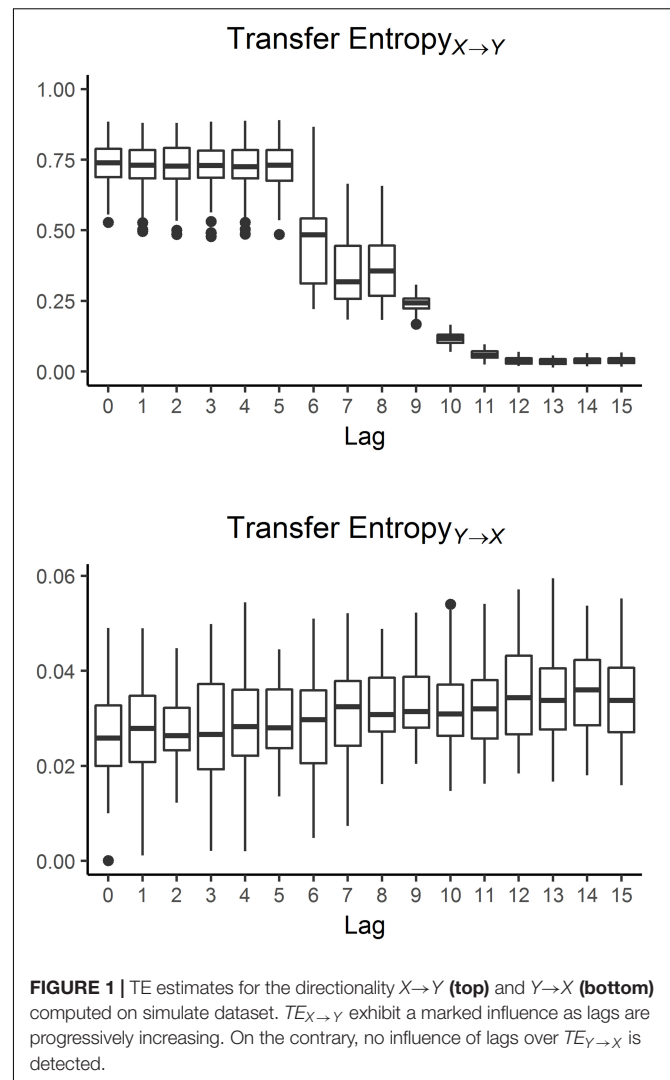 Transfer Entropy X→Y
1.00
0.75
0.50
0.25
0.00
0 1 2 3 4 5 6 7 8 9 10 11 12 13 14 15
Lag
Transfer Entropy Y→X
0.06
0.04
0.02
0.00
0 1 2 3 4 5 6 7 8 9 10 11 12 13 14 15
Lag
FIGURE 1 | TE estimates for the directionality X→Y (top) and Y→X (bottom)
computed on simulate dataset. TE X→Y exhibit a marked influence as lags are
progressively increasing. On the contrary, no influence of lags over TE Y→X is
detected.